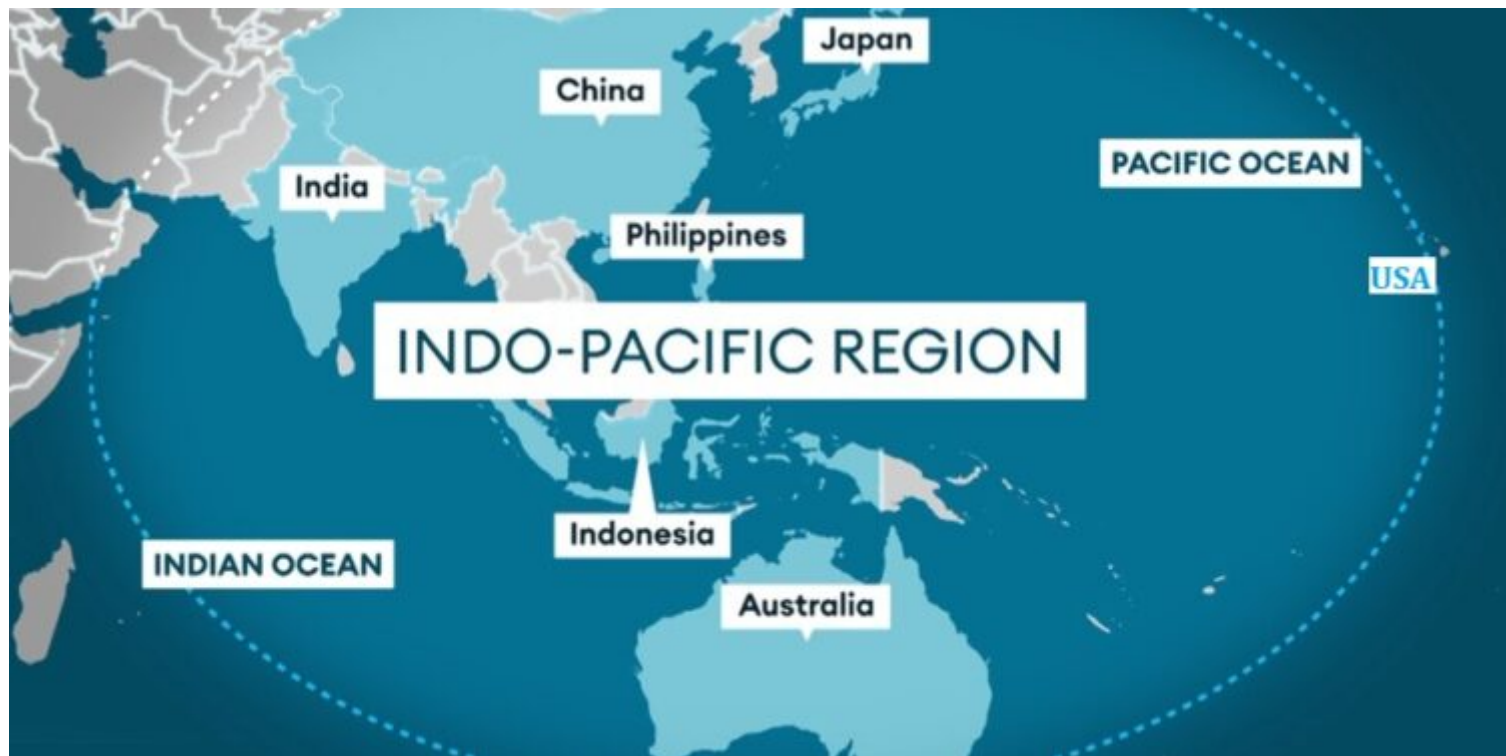 Japan
China
PACIFIC OCEAN
India
Philippines
USA
INDO-PACIFIC REGION
Indonesia
INDIAN OCEAN
Australia